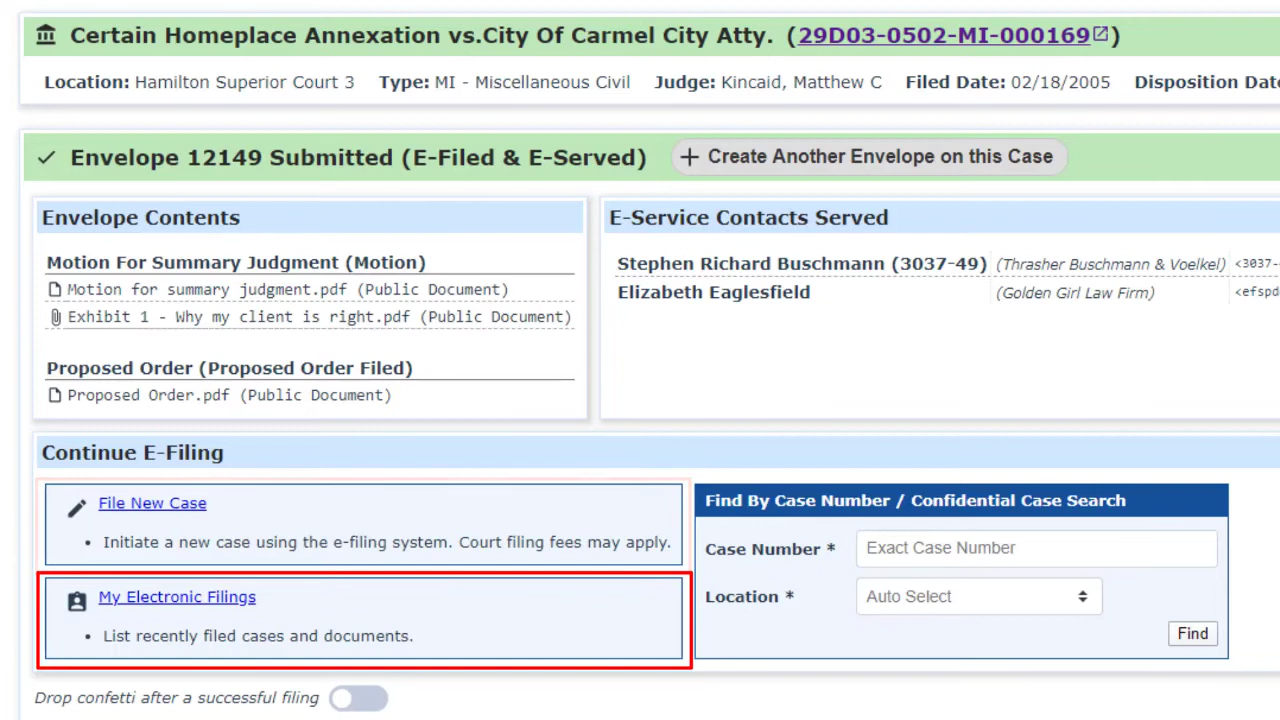 Certain Homeplace Annexation vs.City Of Carmel City Atty. (29D03-0502-MI-000169)
Location: Hamilton Superior Court 3 Type: MI - Miscellaneous Civil Judge: Kincaid, Matthew C Filed Date: 02/18/2005 Disposition Date
Envelope 12149 Submitted (E-Filed & E-Served) + Create Another Envelope on this Case
Envelope Contents
Motion For Summary Judgment (Motion)
Motion for summary judgment.pdf (Public Document)
Exhibit 1 - Why my client is right.pdf (Public Document)
Proposed Order (Proposed Order Filed)
Proposed Order.pdf (Public Document)
E-Service Contacts Served
Stephen Richard Buschmann (3037-49) (Thrasher Buschmann & Voelkel) <3037-
Elizabeth Eaglesfield (Golden Girl Law Firm) <efspd
Continue E-Filing
File New Case
• Initiate a new case using the e-filing system. Court filing fees may apply.
My Electronic Filings
• List recently filed cases and documents.
Find By Case Number / Confidential Case Search
Case Number * Exact Case Number
Location * Auto Select
Find
Drop confetti after a successful filing